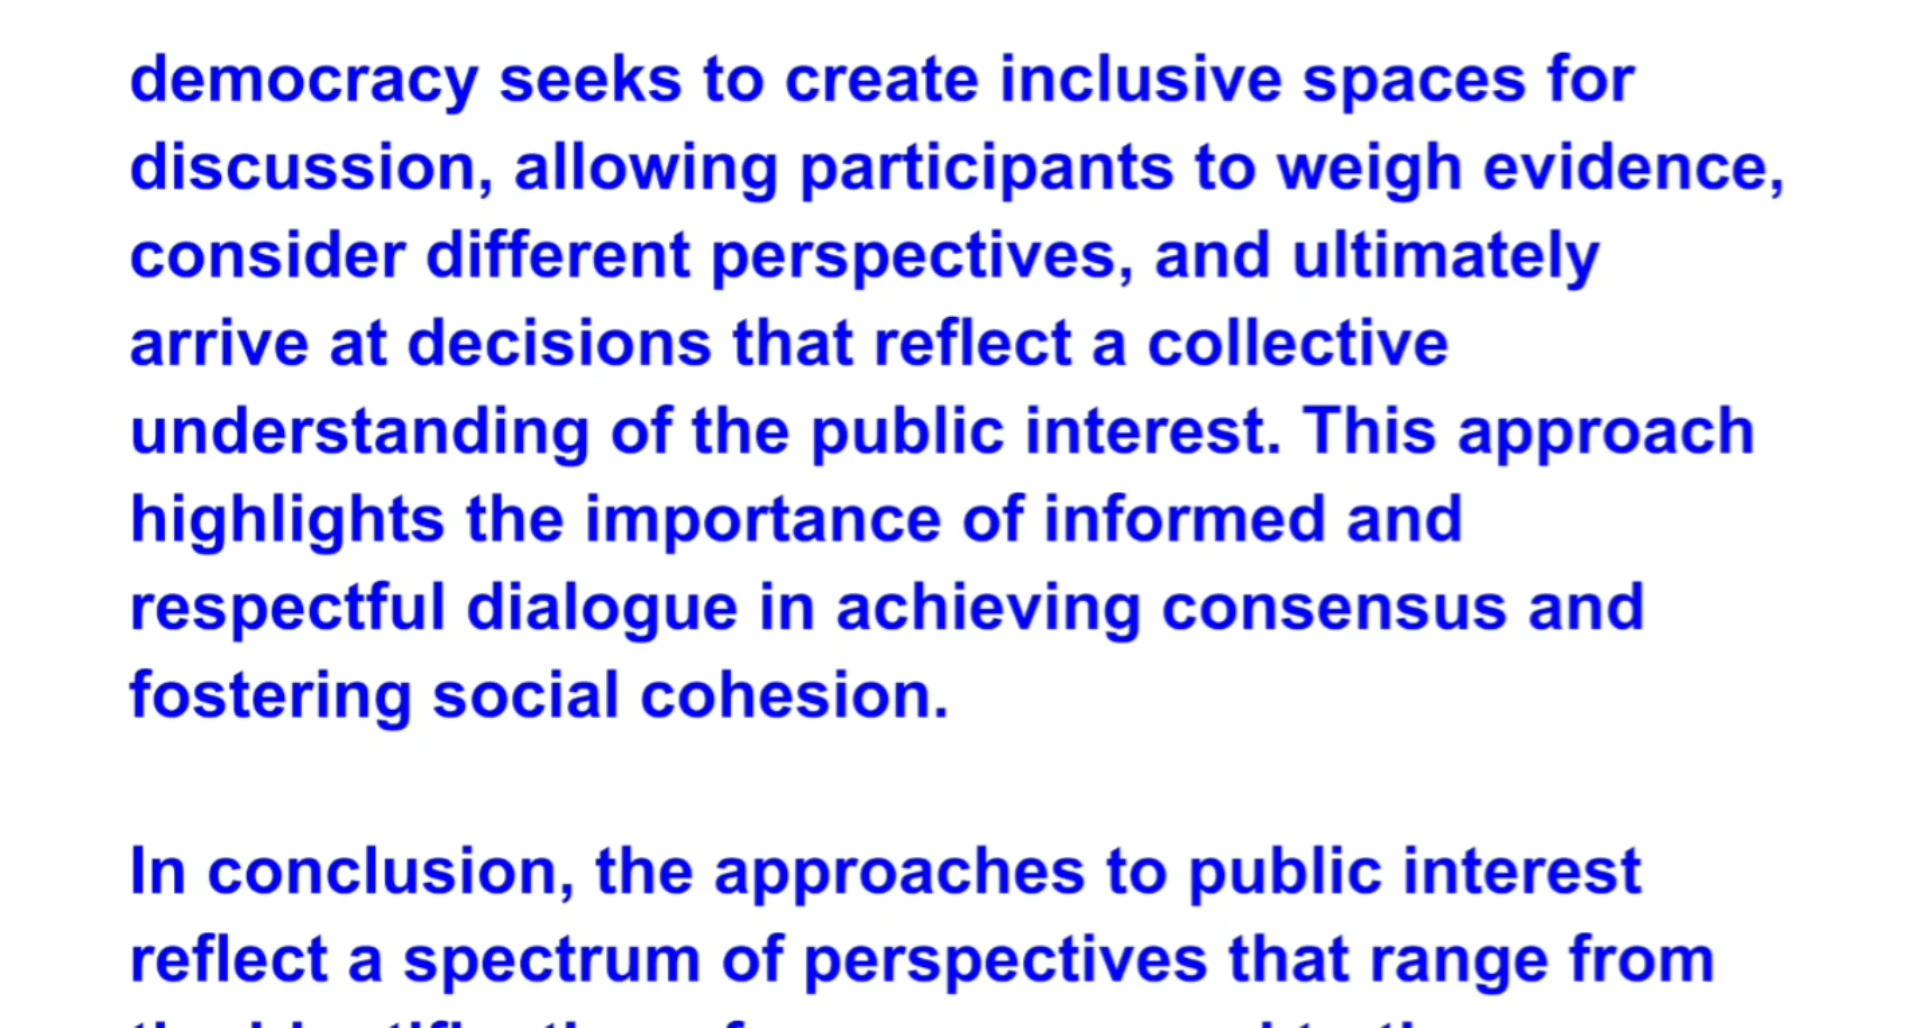 democracy seeks to create inclusive spaces for
discussion, allowing participants to weigh evidence,
consider different perspectives, and ultimately
arrive at decisions that reflect a collective
understanding of the public interest. This approach
highlights the importance of informed and
respectful dialogue in achieving consensus and
fostering social cohesion.
In conclusion, the approaches to public interest
reflect a spectrum of perspectives that range from